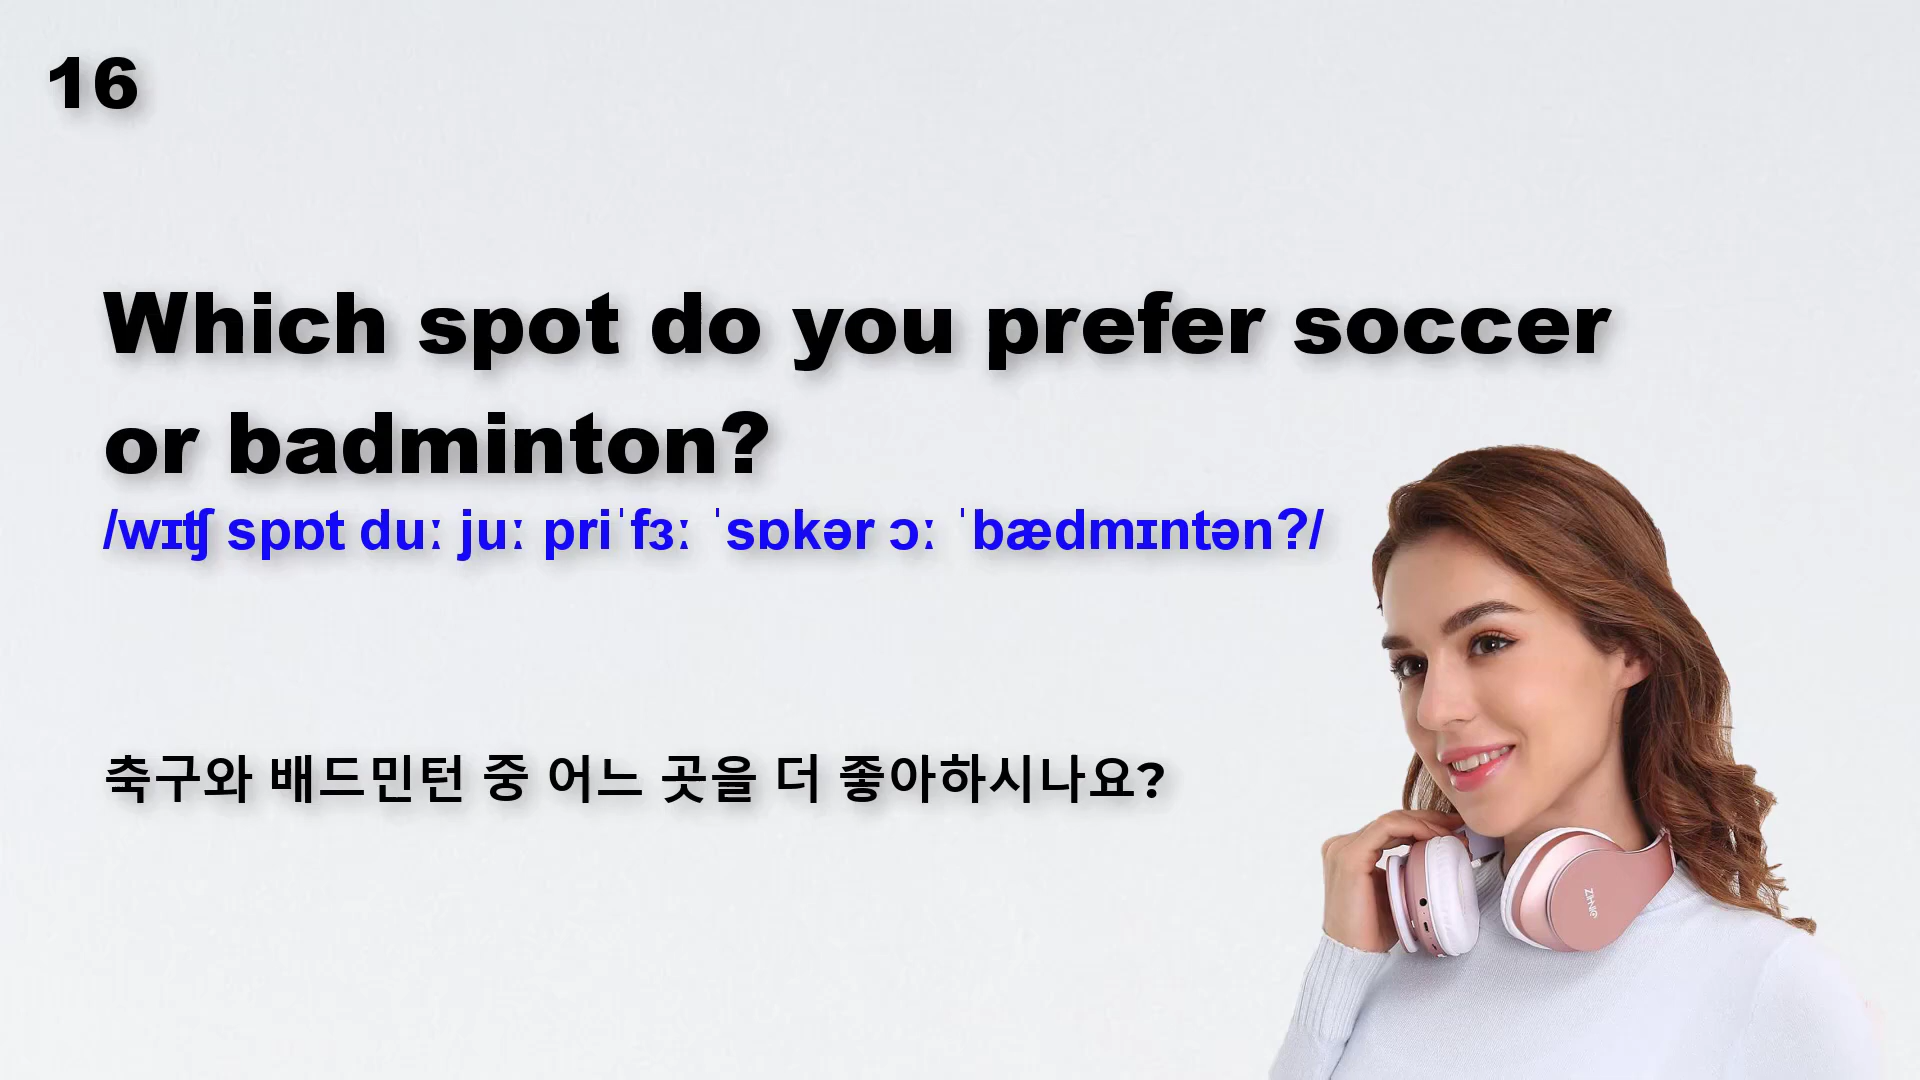 16
Which spot do you prefer soccer
or badminton?
/wɪʧ spɒt duː juː priˈfɜː ˈsɒkər ɔː ˈbædmɪntən?/
축구와 배드민턴 중 어느 곳을 더 좋아하시나요?